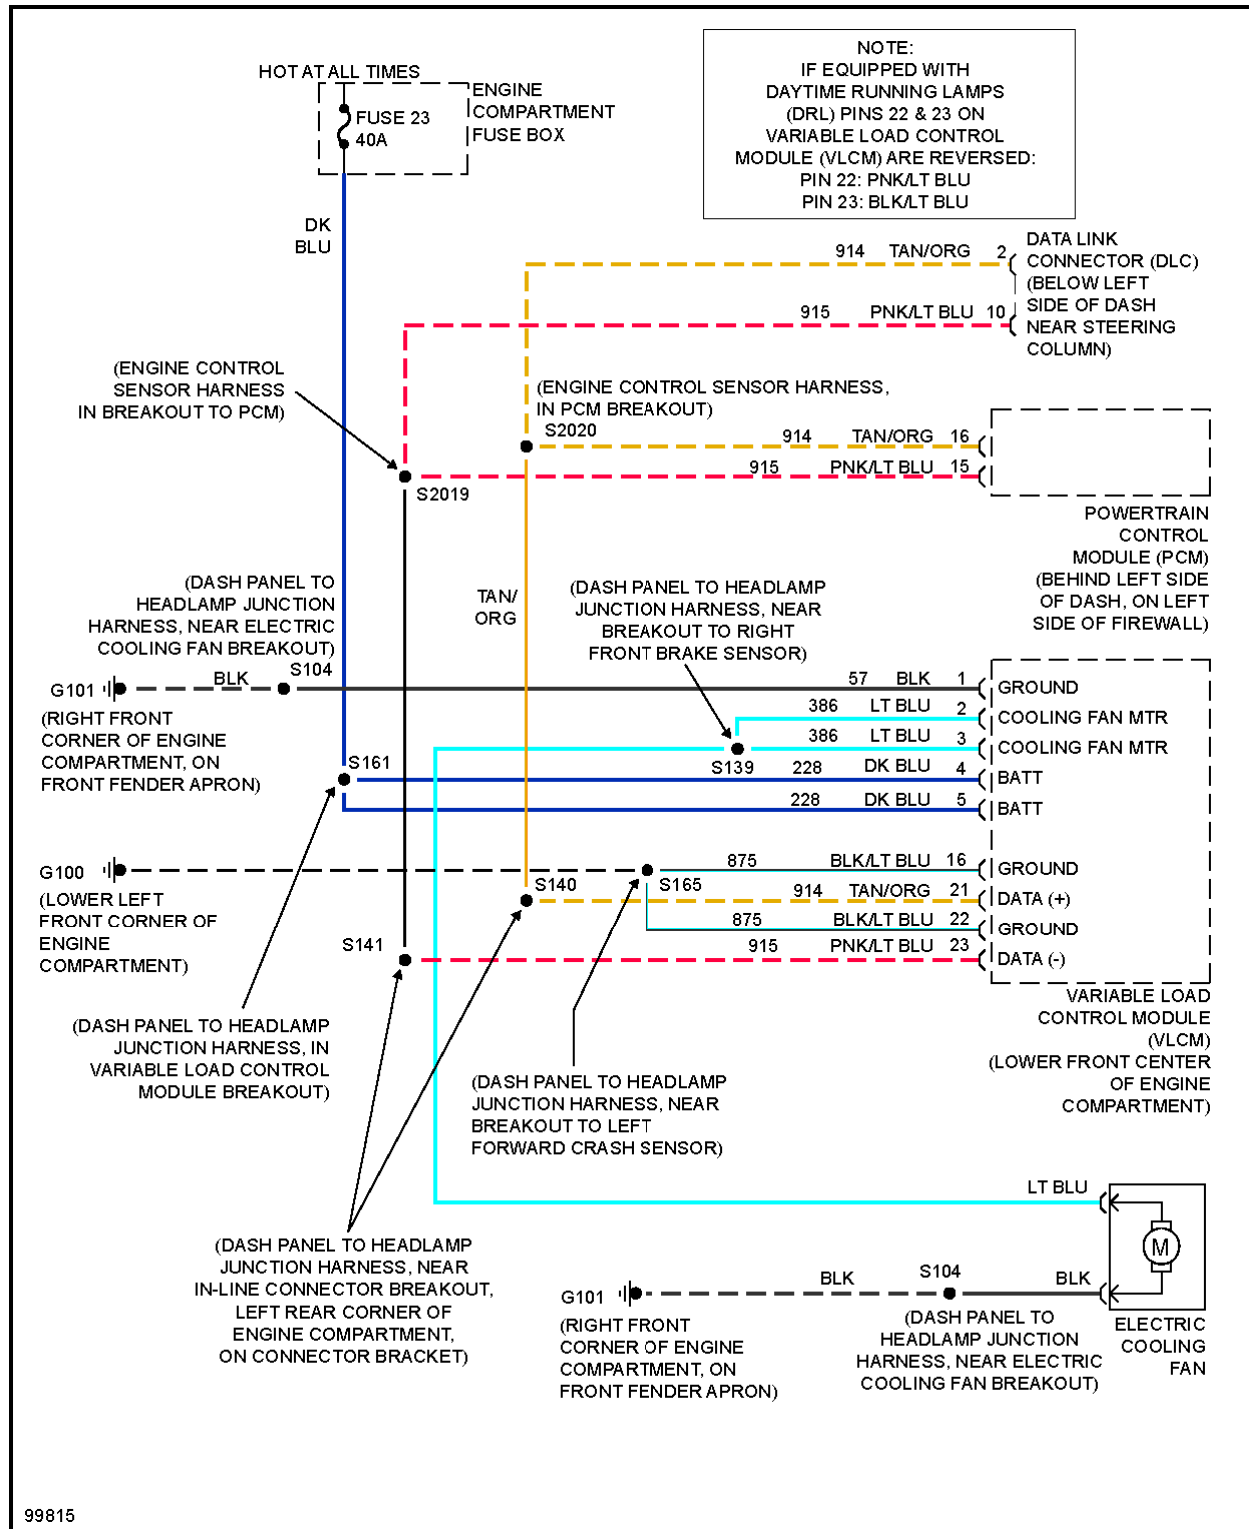 HOT AT ALL TIMES
FUSE 23
40A
ENGINE
COMPARTMENT
FUSE BOX
NOTE:
IF EQUIPPED WITH
DAYTIME RUNNING LAMPS
(DRL) PINS 22 & 23 ON
VARIABLE LOAD CONTROL
MODULE (VLCM) ARE REVERSED:
PIN 22: PNK/LT BLU
PIN 23: BLK/LT BLU
DK
BLU
914 TAN/ORG 2
915 PNK/LT BLU 10
DATA LINK
CONNECTOR (DLC)
(BELOW LEFT
SIDE OF DASH
NEAR STEERING
COLUMN)
(ENGINE CONTROL
SENSOR HARNESS
IN BREAKOUT TO PCM)
(ENGINE CONTROL SENSOR HARNESS,
IN PCM BREAKOUT)
S2020
914 TAN/ORG 16
915 PNK/LT BLU 15
S2019
POWERTRAIN
CONTROL
MODULE (PCM)
(BEHIND LEFT SIDE
OF DASH, ON LEFT
SIDE OF FIREWALL)
(DASH PANEL TO
HEADLAMP JUNCTION
HARNESS, NEAR ELECTRIC
COOLING FAN BREAKOUT)
TAN/
ORG
(DASH PANEL TO HEADLAMP
JUNCTION HARNESS, NEAR
BREAKOUT TO RIGHT
FRONT BRAKE SENSOR)
G101 BLK S104
57 BLK 1 GROUND
386 LT BLU 2 COOLING FAN MTR
386 LT BLU 3 COOLING FAN MTR
S139 228 DK BLU 4 BATT
228 DK BLU 5 BATT
(RIGHT FRONT
CORNER OF ENGINE
COMPARTMENT, ON
FRONT FENDER APRON)
S161
G100
(LOWER LEFT
FRONT CORNER OF
ENGINE
COMPARTMENT)
S140
S165
S141
875 BLK/LT BLU 16 GROUND
914 TAN/ORG 21 DATA (+)
875 BLK/LT BLU 22 GROUND
915 PNK/LT BLU 23 DATA (-)
VARIABLE LOAD
CONTROL MODULE
(VLCM)
(LOWER FRONT CENTER
OF ENGINE
COMPARTMENT)
(DASH PANEL TO HEADLAMP
JUNCTION HARNESS, IN
VARIABLE LOAD CONTROL
MODULE BREAKOUT)
(DASH PANEL TO HEADLAMP
JUNCTION HARNESS, NEAR
BREAKOUT TO LEFT
FORWARD CRASH SENSOR)
(DASH PANEL TO HEADLAMP
JUNCTION HARNESS, NEAR
IN-LINE CONNECTOR BREAKOUT,
LEFT REAR CORNER OF
ENGINE COMPARTMENT,
ON CONNECTOR BRACKET)
LT BLU
M
G101 BLK S104 BLK
(RIGHT FRONT
CORNER OF ENGINE
COMPARTMENT, ON
FRONT FENDER APRON)
(DASH PANEL TO
HEADLAMP JUNCTION
HARNESS, NEAR ELECTRIC
COOLING FAN BREAKOUT)
ELECTRIC
COOLING
FAN
99815